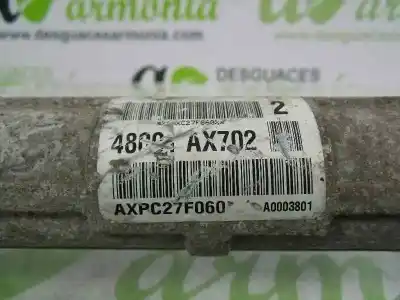 armonia
www.desguacesarmonia.com
DESGUACES
2
AX702
AXPC27F060
A0003801